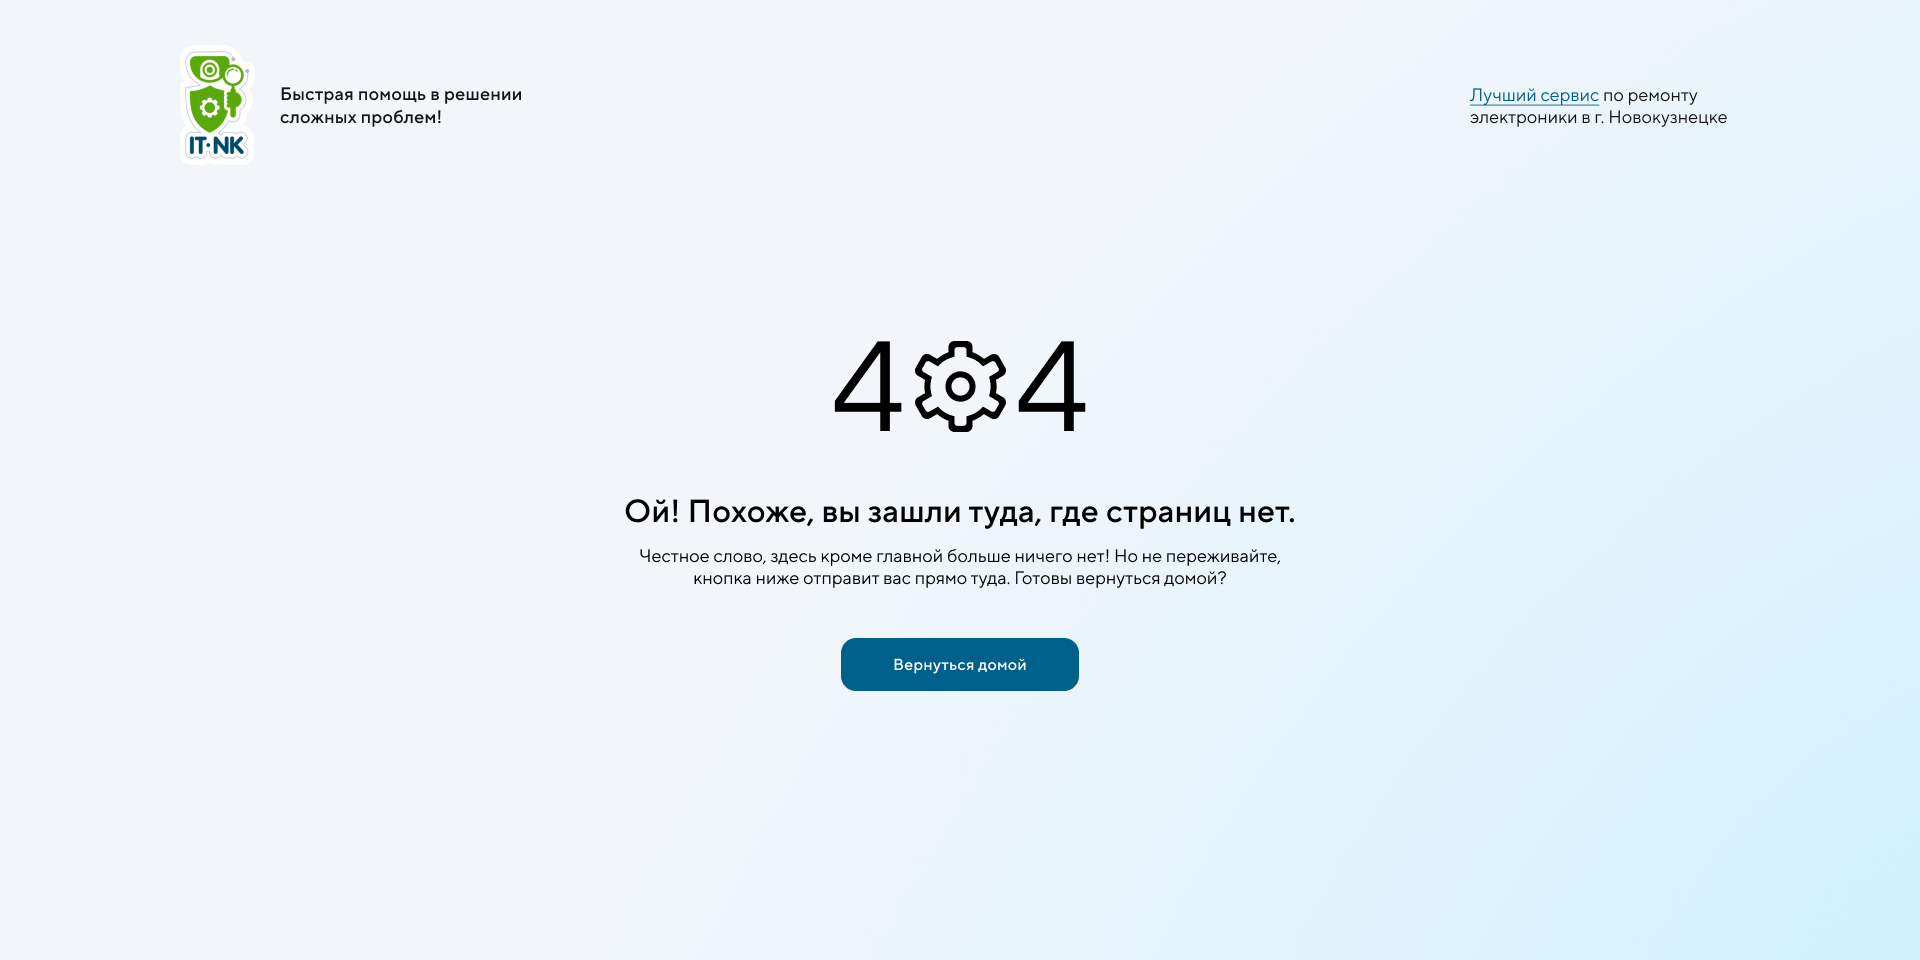 IT·NK
Быстрая помощь в решении
сложных проблем!
Лучший сервис по ремонту
электроники в г. Новокузнецке
404
Ой! Похоже, вы зашли туда, где страниц нет.
Честное слово, здесь кроме главной больше ничего нет! Но не переживайте,
кнопка ниже отправит вас прямо туда. Готовы вернуться домой?
Вернуться домой